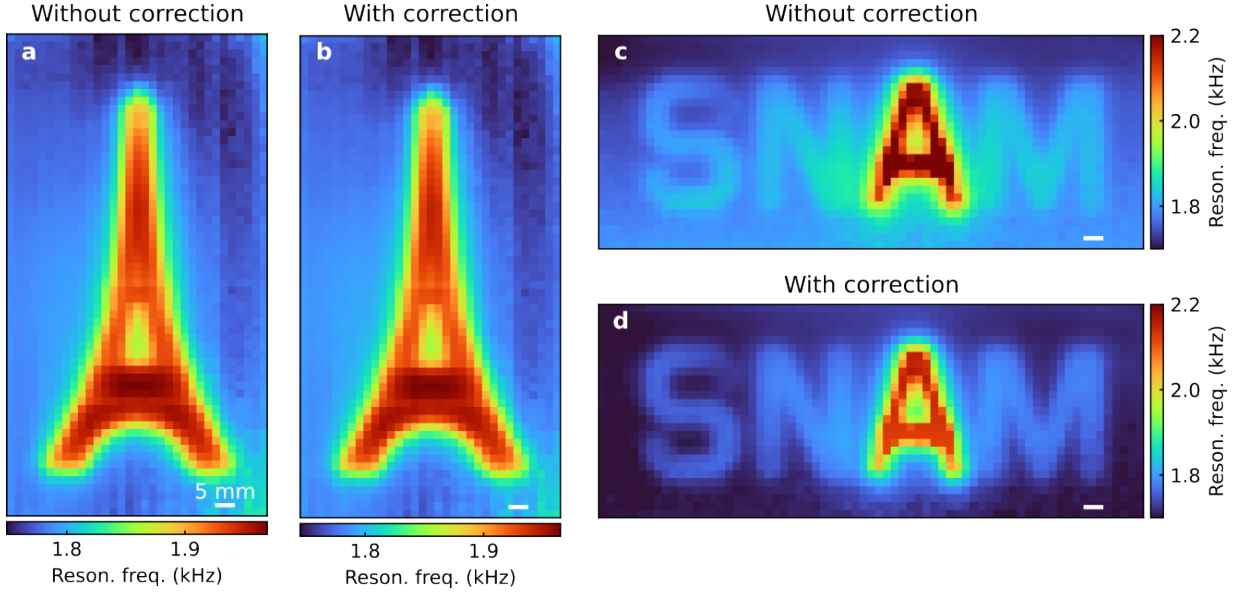 Without correction
a
5 mm
1.8 1.9
Reson. freq. (kHz)
With correction
b
1.8 1.9
Reson. freq. (kHz)
Without correction
c
SNAM
2.2
2.0
1.8
Reson. freq. (kHz)
With correction
d
SNAM
2.2
2.0
1.8
Reson. freq. (kHz)